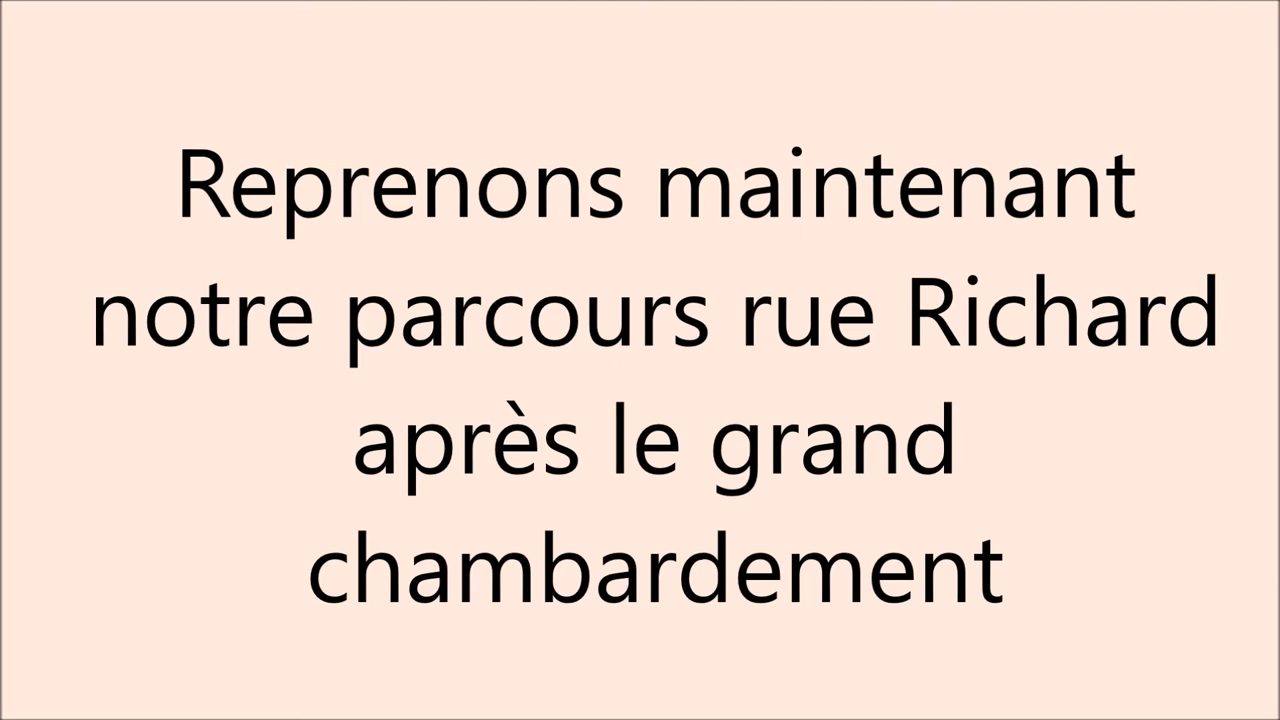 Reprenons maintenant
notre parcours rue Richard
après le grand
chambardement